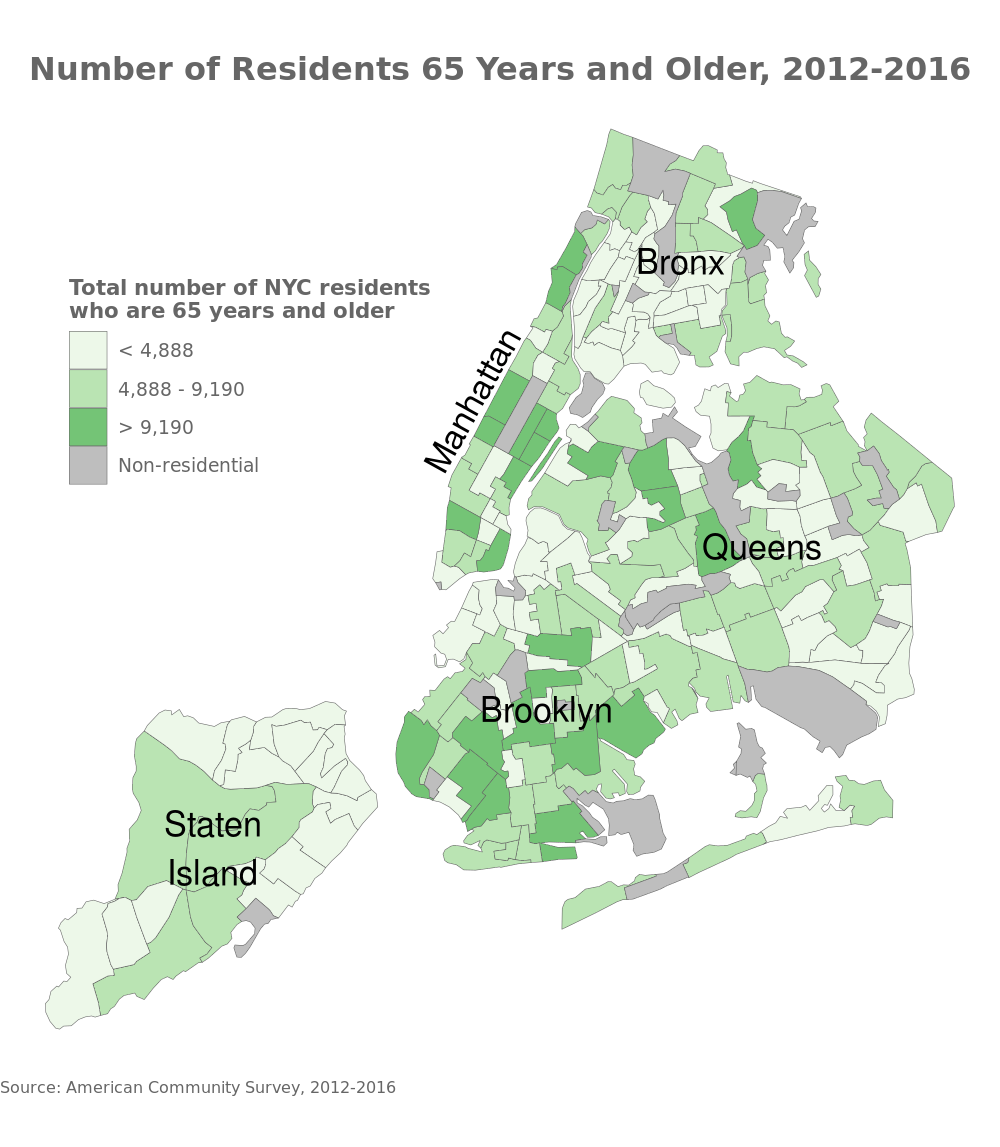 Number of Residents 65 Years and Older, 2012-2016
Bronx
Total number of NYC residents
who are 65 years and older
< 4,888
4,888 - 9,190
> 9,190
Non-residential
Manhattan
Queens
Brooklyn
Staten
Island
Source: American Community Survey, 2012-2016